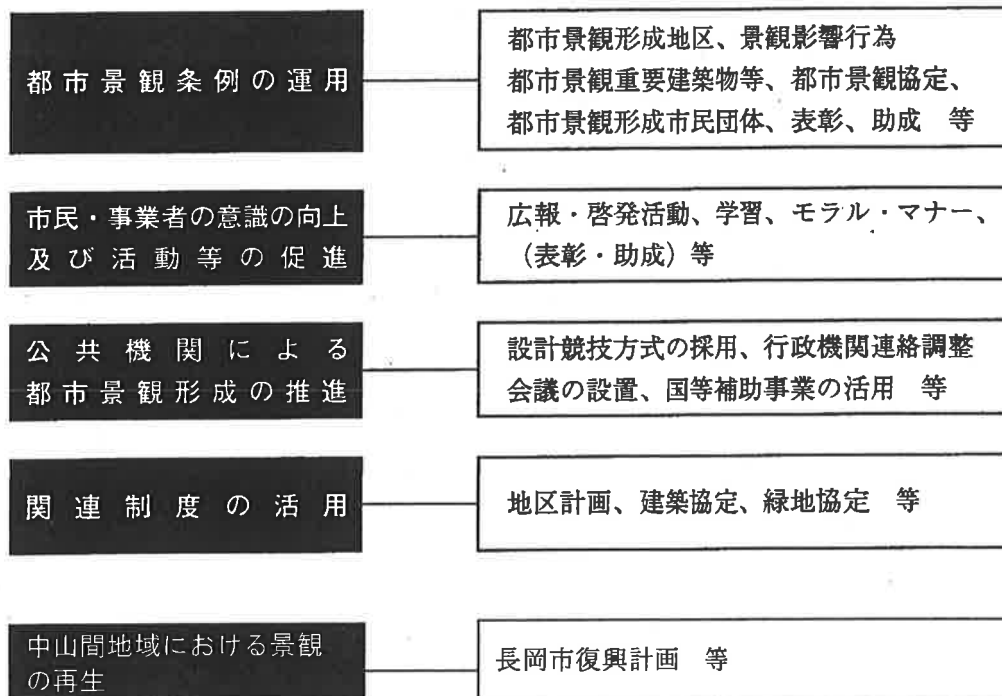 都市景観条例の運用
都市景観形成地区、景観影響行為
都市景観重要建築物等、都市景観協定、
都市景観形成市民団体、表彰、助成　等
市民・事業者の意識の向上
及び活動等の促進
広報・啓発活動、学習、モラル・マナー、
（表彰・助成）等
公共機関による
都市景観形成の推進
設計競技方式の採用、行政機関連絡調整
会議の設置、国等補助事業の活用　等
関連制度の活用
地区計画、建築協定、緑地協定　等
中山間地域における景観
の再生
長岡市復興計画　等